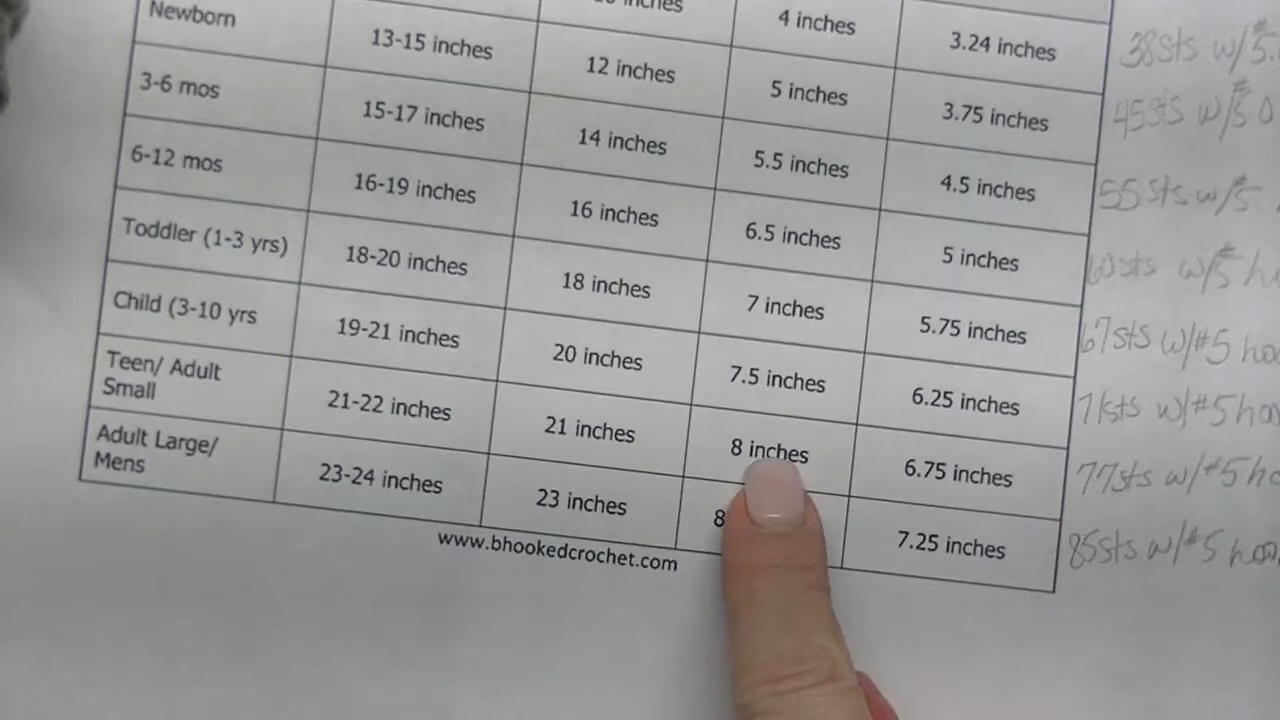 inches 4 inches 3.24 inches 38sts w/#5
Newborn 13-15 inches 12 inches 5 inches 3.75 inches 45sts w/#5
3-6 mos 15-17 inches 14 inches 5.5 inches 4.5 inches 55sts w/#5
6-12 mos 16-19 inches 16 inches 6.5 inches 5 inches 60sts w/#5
Toddler (1-3 yrs) 18-20 inches 18 inches 7 inches 5.75 inches 67sts w/#5
Child (3-10 yrs 19-21 inches 20 inches 7.5 inches 6.25 inches 71sts w/#5
Teen/ Adult
Small 21-22 inches 21 inches 8 inches 6.75 inches 77sts w/#5
Adult Large/
Mens 23-24 inches 23 inches 8 7.25 inches 85sts w/#5
www.bhookedcrochet.com